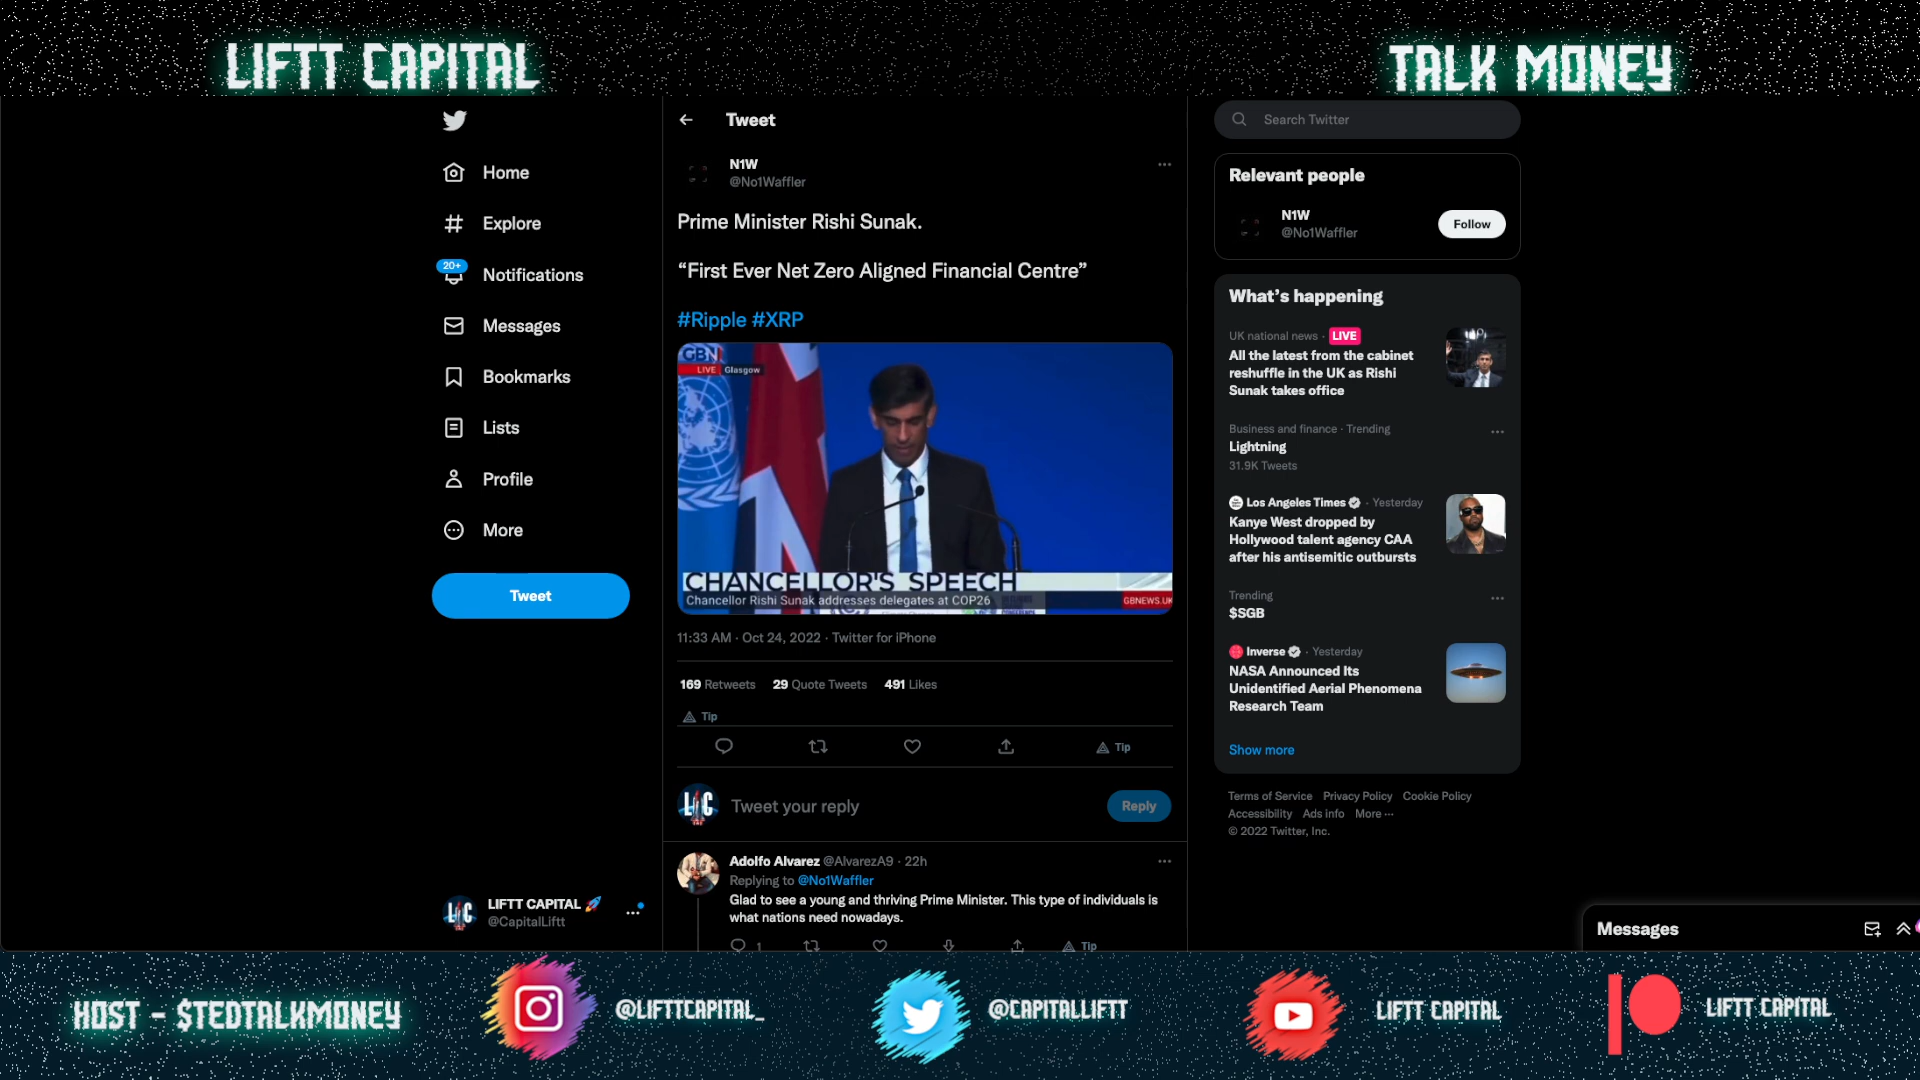 LIFTT CAPITAL
TALK MONEY
Home
Explore
20+
Notifications
Messages
Bookmarks
Lists
Profile
More
Tweet
LIFTT CAPITAL 🚀
@CapitalLiftt
Tweet
N1W
@No1Waffler
Prime Minister Rishi Sunak.
“First Ever Net Zero Aligned Financial Centre”
#Ripple #XRP
GBN
LIVE Glasgow
CHANCELLOR'S SPEECH
Chancellor Rishi Sunak addresses delegates at COP26
GBNEWS.UK
11:33 AM · Oct 24, 2022 · Twitter for iPhone
169 Retweets 29 Quote Tweets 491 Likes
Tip
Tip
LTC
Tweet your reply
Reply
Adolfo Alvarez @AlvarezA9 · 22h
Replying to @No1Waffler
Glad to see a young and thriving Prime Minister. This type of individuals is
what nations need nowadays.
1
Tip
Search Twitter
Relevant people
N1W
@No1Waffler
Follow
What’s happening
UK national news · LIVE
All the latest from the cabinet
reshuffle in the UK as Rishi
Sunak takes office
Business and finance · Trending
Lightning
31.9K Tweets
Los Angeles Times · Yesterday
Kanye West dropped by
Hollywood talent agency CAA
after his antisemitic outbursts
Trending
$SGB
Inverse · Yesterday
NASA Announced Its
Unidentified Aerial Phenomena
Research Team
Show more
Terms of Service Privacy Policy Cookie Policy
Accessibility Ads info More ···
© 2022 Twitter, Inc.
Messages
HOST - $TEDTALKMONEY
@LIFTTCAPITAL_
@CAPITALLIFTT
LIFTT CAPITAL
LIFTT CAPITAL